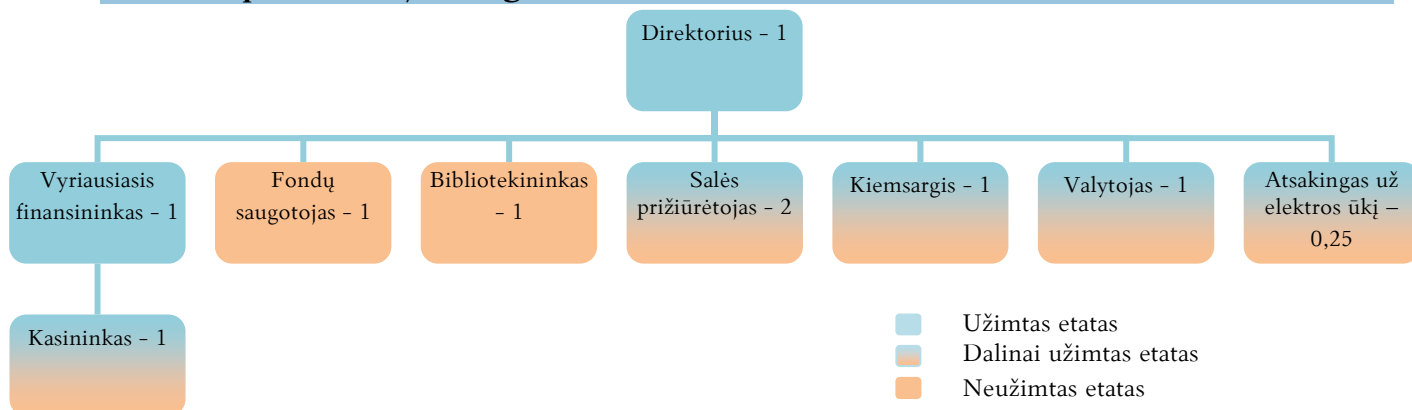 Direktorius - 1
Vyriausiasis
finansininkas - 1
Fondų
saugotojas - 1
Bibliotekininkas
- 1
Salės
prižiūrėtojas - 2
Kiemsargis - 1
Valytojas - 1
Atsakingas už
elektros ūkį –
0,25
Kasininkas - 1
Užimtas etatas
Dalinai užimtas etatas
Neužimtas etatas